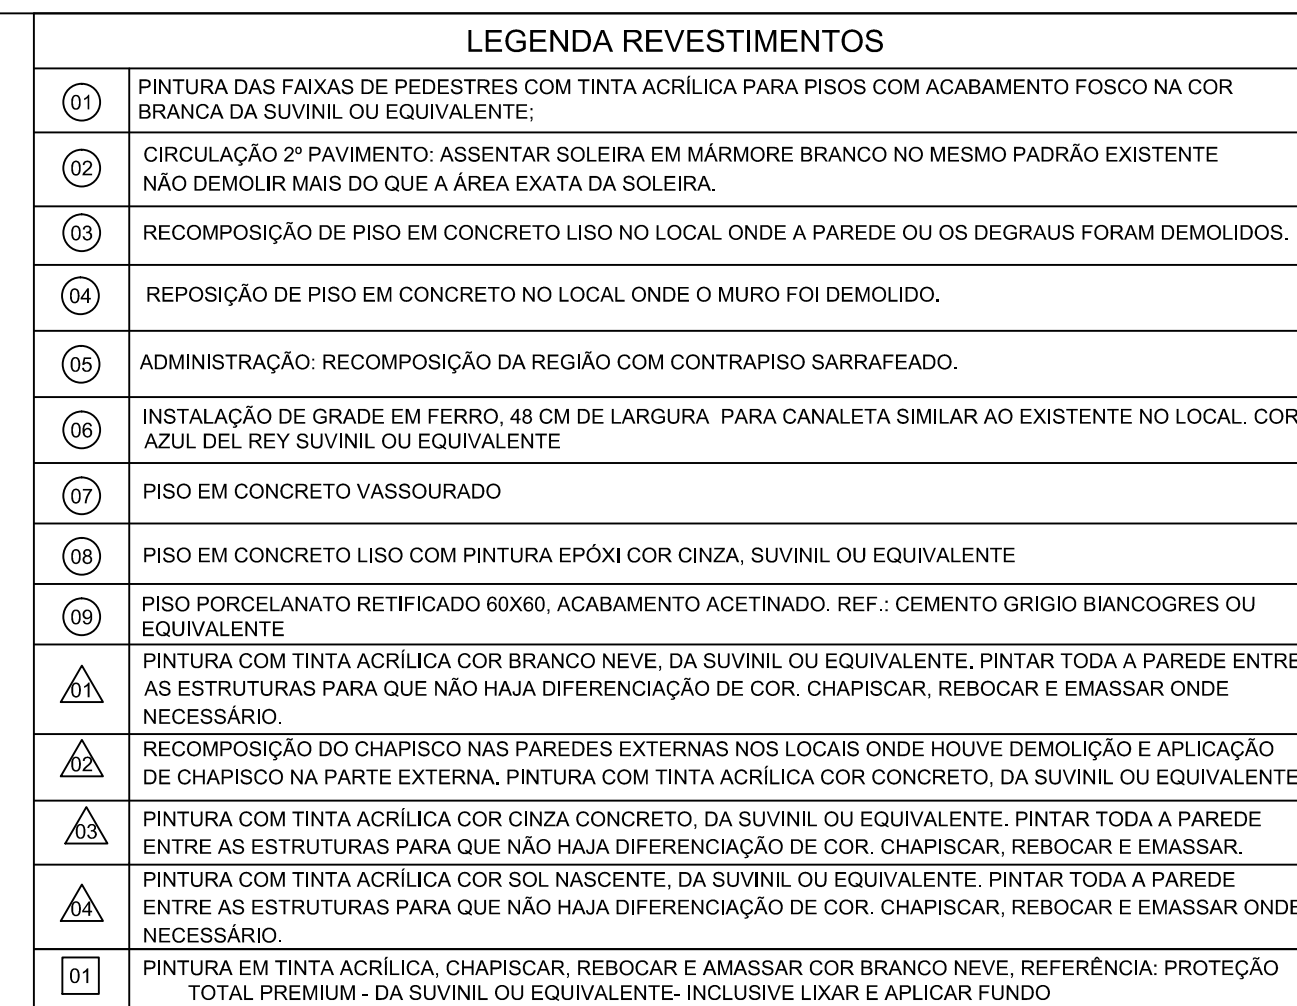 LEGENDA REVESTIMENTOS
01
PINTURA DAS FAIXAS DE PEDESTRES COM TINTA ACRÍLICA PARA PISOS COM ACABAMENTO FOSCO NA COR
BRANCA DA SUVINIL OU EQUIVALENTE;
02
CIRCULAÇÃO 2º PAVIMENTO: ASSENTAR SOLEIRA EM MÁRMORE BRANCO NO MESMO PADRÃO EXISTENTE
NÃO DEMOLIR MAIS DO QUE A ÁREA EXATA DA SOLEIRA.
03
RECOMPOSIÇÃO DE PISO EM CONCRETO LISO NO LOCAL ONDE A PAREDE OU OS DEGRAUS FORAM DEMOLIDOS.
04
REPOSIÇÃO DE PISO EM CONCRETO NO LOCAL ONDE O MURO FOI DEMOLIDO.
05
ADMINISTRAÇÃO: RECOMPOSIÇÃO DA REGIÃO COM CONTRAPISO SARRAFEADO.
06
INSTALAÇÃO DE GRADE EM FERRO, 48 CM DE LARGURA PARA CANALETA SIMILAR AO EXISTENTE NO LOCAL. COR
AZUL DEL REY SUVINIL OU EQUIVALENTE
07
PISO EM CONCRETO VASSOURADO
08
PISO EM CONCRETO LISO COM PINTURA EPÓXI COR CINZA, SUVINIL OU EQUIVALENTE
09
PISO PORCELANATO RETIFICADO 60X60, ACABAMENTO ACETINADO. REF.: CEMENTO GRIGIO BIANCOGRES OU
EQUIVALENTE
01
PINTURA COM TINTA ACRÍLICA COR BRANCO NEVE, DA SUVINIL OU EQUIVALENTE. PINTAR TODA A PAREDE ENTRE
AS ESTRUTURAS PARA QUE NÃO HAJA DIFERENCIAÇÃO DE COR. CHAPISCAR, REBOCAR E EMASSAR ONDE
NECESSÁRIO.
02
RECOMPOSIÇÃO DO CHAPISCO NAS PAREDES EXTERNAS NOS LOCAIS ONDE HOUVE DEMOLIÇÃO E APLICAÇÃO
DE CHAPISCO NA PARTE EXTERNA. PINTURA COM TINTA ACRÍLICA COR CONCRETO, DA SUVINIL OU EQUIVALENTE
03
PINTURA COM TINTA ACRÍLICA COR CINZA CONCRETO, DA SUVINIL OU EQUIVALENTE. PINTAR TODA A PAREDE
ENTRE AS ESTRUTURAS PARA QUE NÃO HAJA DIFERENCIAÇÃO DE COR. CHAPISCAR, REBOCAR E EMASSAR.
04
PINTURA COM TINTA ACRÍLICA COR SOL NASCENTE, DA SUVINIL OU EQUIVALENTE. PINTAR TODA A PAREDE
ENTRE AS ESTRUTURAS PARA QUE NÃO HAJA DIFERENCIAÇÃO DE COR. CHAPISCAR, REBOCAR E EMASSAR ONDE
NECESSÁRIO.
01
PINTURA EM TINTA ACRÍLICA, CHAPISCAR, REBOCAR E AMASSAR COR BRANCO NEVE, REFERÊNCIA: PROTEÇÃO
TOTAL PREMIUM - DA SUVINIL OU EQUIVALENTE- INCLUSIVE LIXAR E APLICAR FUNDO